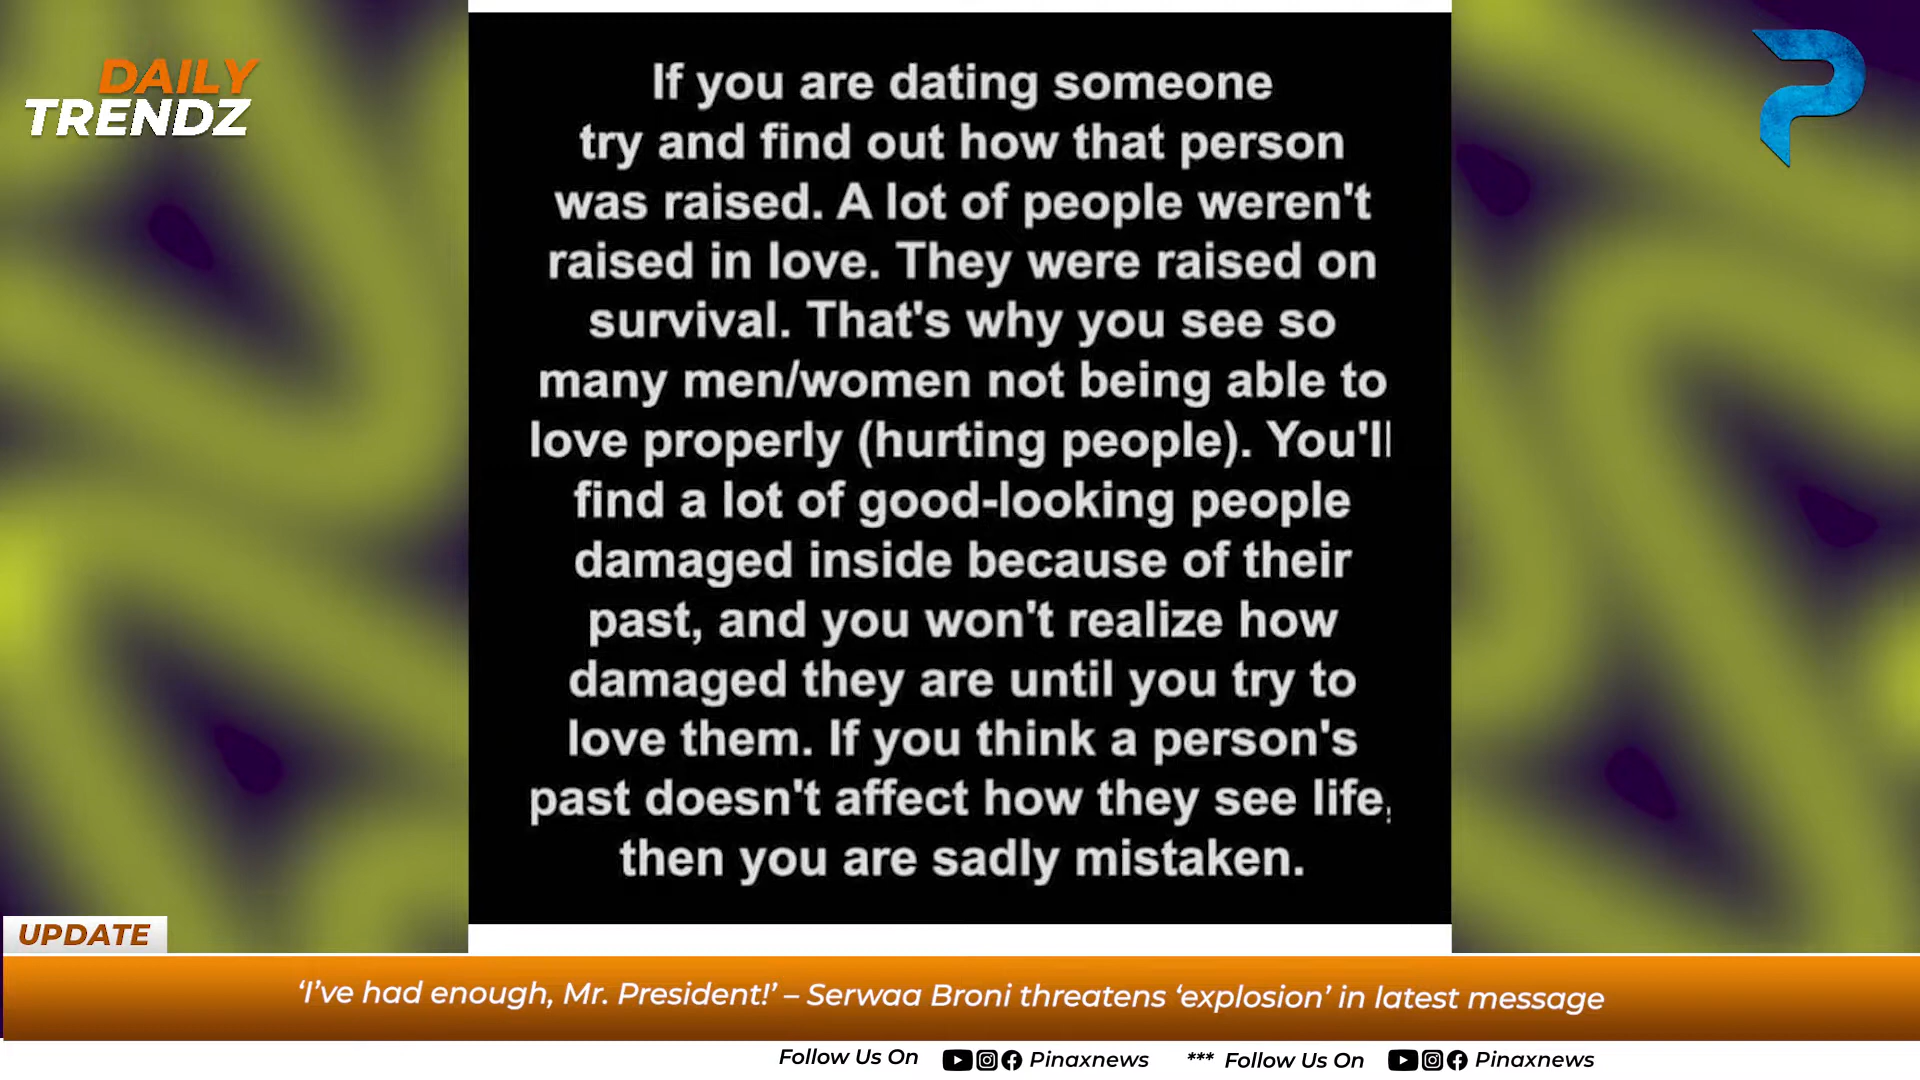 DAILY
TRENDZ
If you are dating someone
try and find out how that person
was raised. A lot of people weren't
raised in love. They were raised on
survival. That's why you see so
many men/women not being able to
love properly (hurting people). You'll
find a lot of good-looking people
damaged inside because of their
past, and you won't realize how
damaged they are until you try to
love them. If you think a person's
past doesn't affect how they see life,
then you are sadly mistaken.
UPDATE
‘I’ve had enough, Mr. President!’ – Serwaa Broni threatens ‘explosion’ in latest message
Follow Us On Pinaxnews *** Follow Us On Pinaxnews